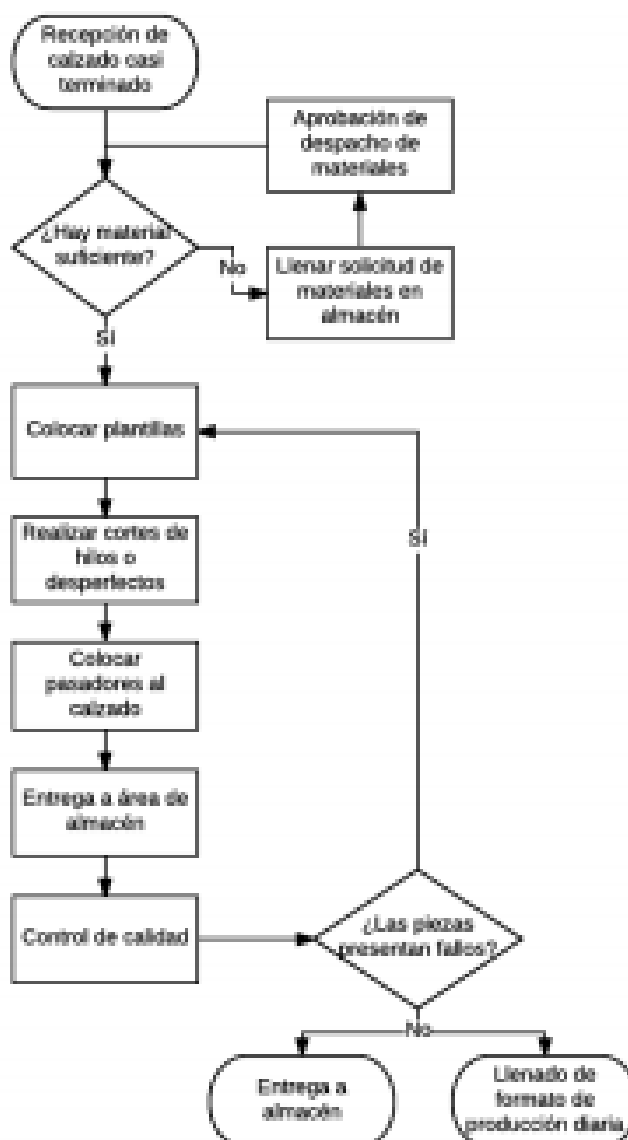 Recepción de
calzado casi
terminado
Aprobación de
despacho de
materiales
¿Hay material
suficiente?
No
Llenar solicitud de
materiales en
almacén
Sí
Colocar plantillas
Sí
Realizar cortes de
hilos o
desperfectos
Colocar
pasadores al
calzado
Entrega a área de
almacén
Control de calidad
¿Las piezas
presentan fallos?
No
Entrega a
almacén
Llenado de
formato de
producción diaria